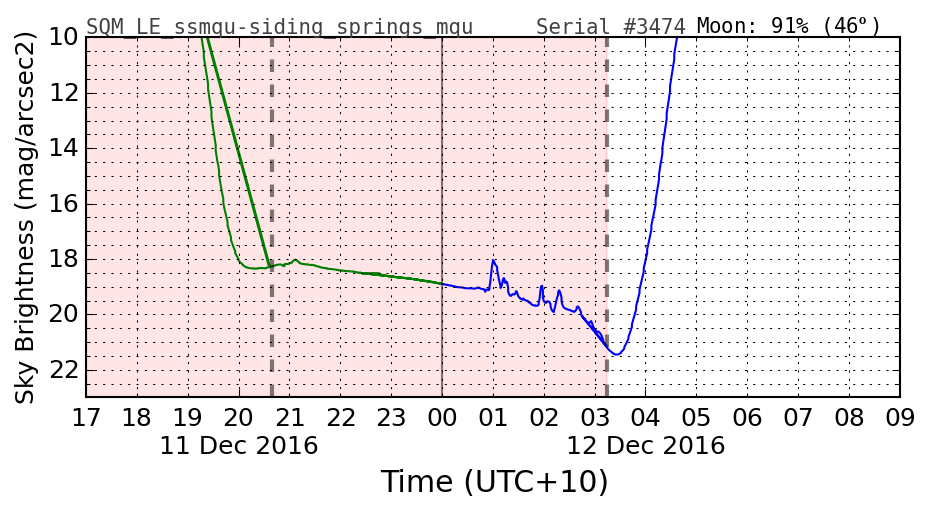 SQM_LE_ssmqu-siding_springs_mqu Serial #3474 Moon: 91% (46°)
Sky Brightness (mag/arcsec2)
10
12
14
16
18
20
22
17 18 19 20 21 22 23 00 01 02 03 04 05 06 07 08 09
11 Dec 2016 12 Dec 2016
Time (UTC+10)